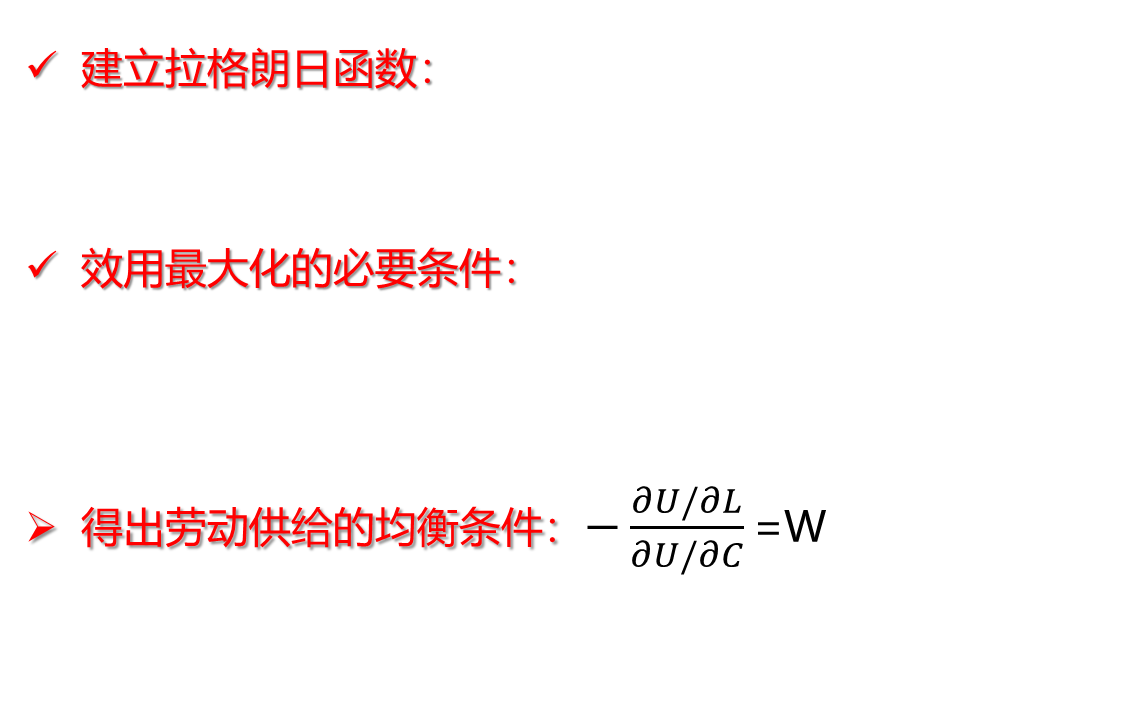 ✓ 建立拉格朗日函数：
✓ 效用最大化的必要条件：
➢ 得出劳动供给的均衡条件： − (∂U/∂L)/(∂U/∂C) =W